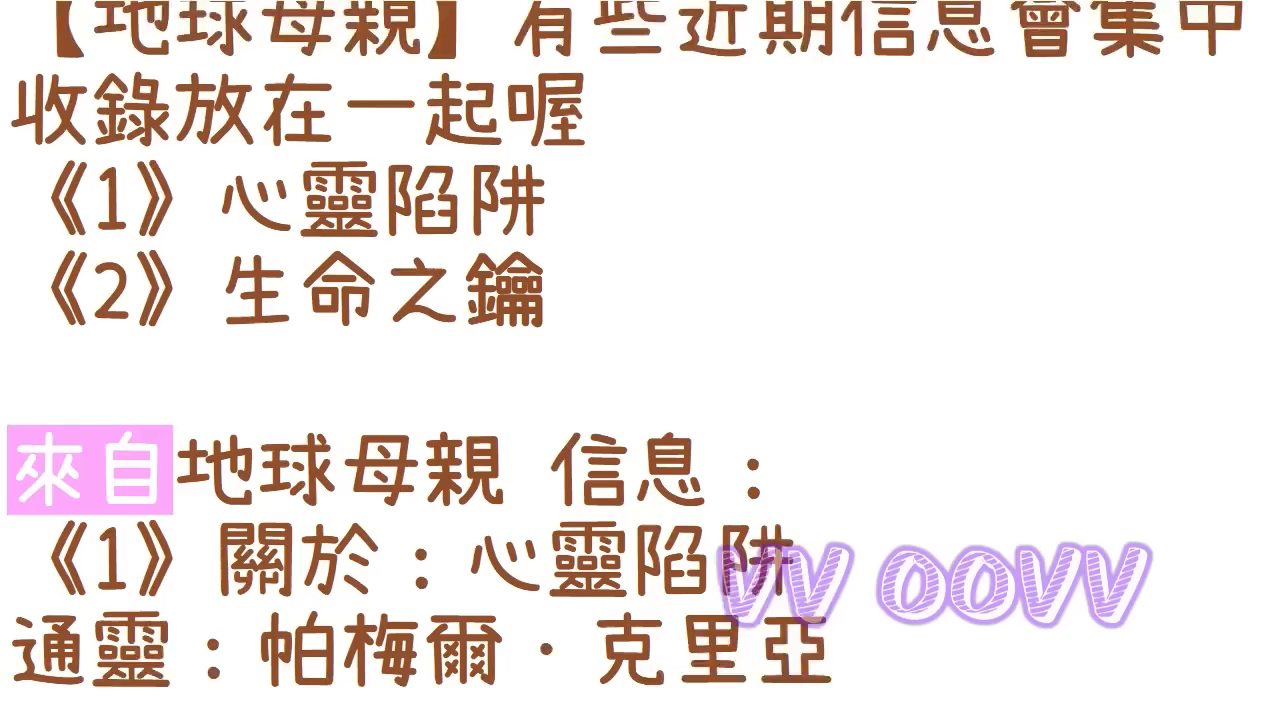 【地球母親】有些近期信息會集中
收錄放在一起喔
《1》心靈陷阱
《2》生命之鑰
來自地球母親 信息：
《1》關於：心靈陷阱
VV OOVV
通靈：帕梅爾·克里亞